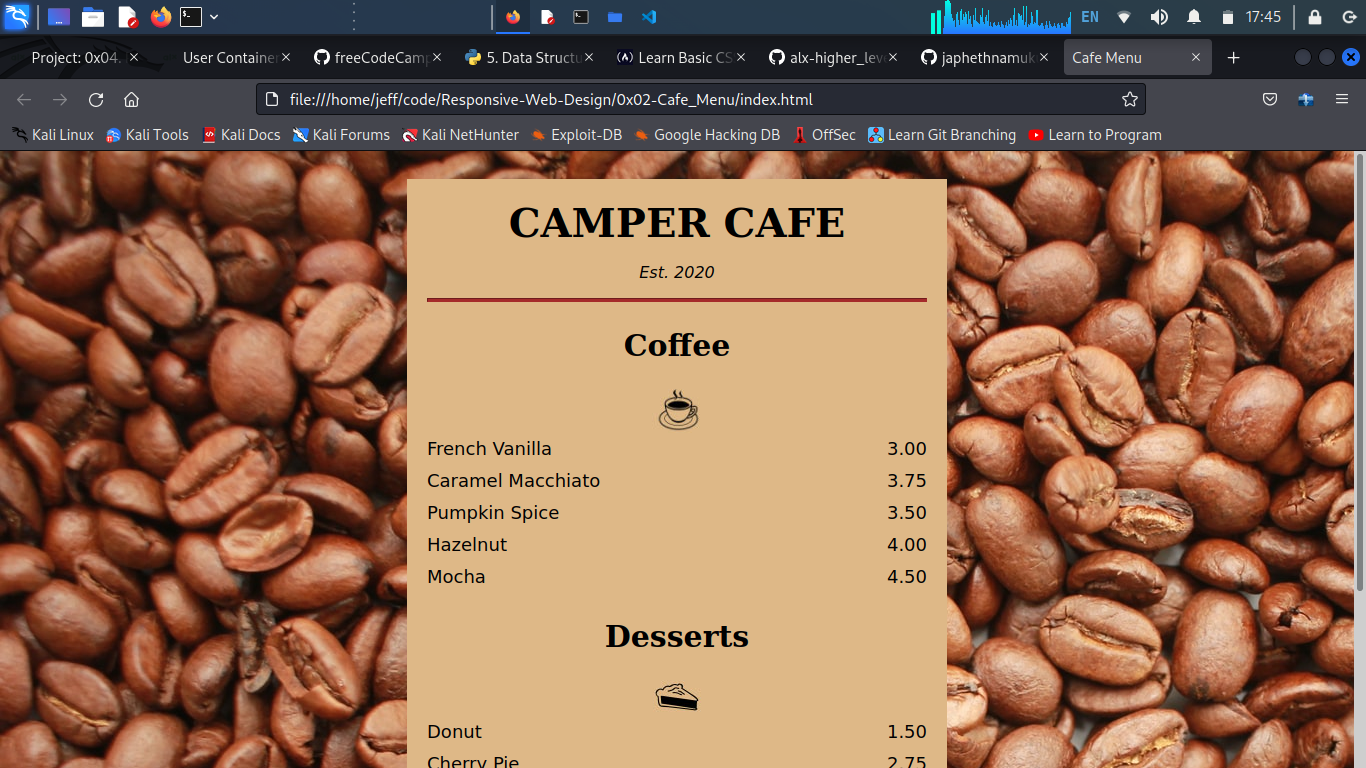 EN 17:45
Project: 0x04. User Container freeCodeCamp 5. Data Structu Learn Basic CS alx-higher_lev japhethnamuk Cafe Menu
file:///home/jeff/code/Responsive-Web-Design/0x02-Cafe_Menu/index.html
Kali Linux Kali Tools Kali Docs Kali Forums Kali NetHunter Exploit-DB Google Hacking DB OffSec Learn Git Branching Learn to Program
CAMPER CAFE
Est. 2020
Coffee
French Vanilla 3.00
Caramel Macchiato 3.75
Pumpkin Spice 3.50
Hazelnut 4.00
Mocha 4.50
Desserts
Donut 1.50
Cherry Pie 2.75